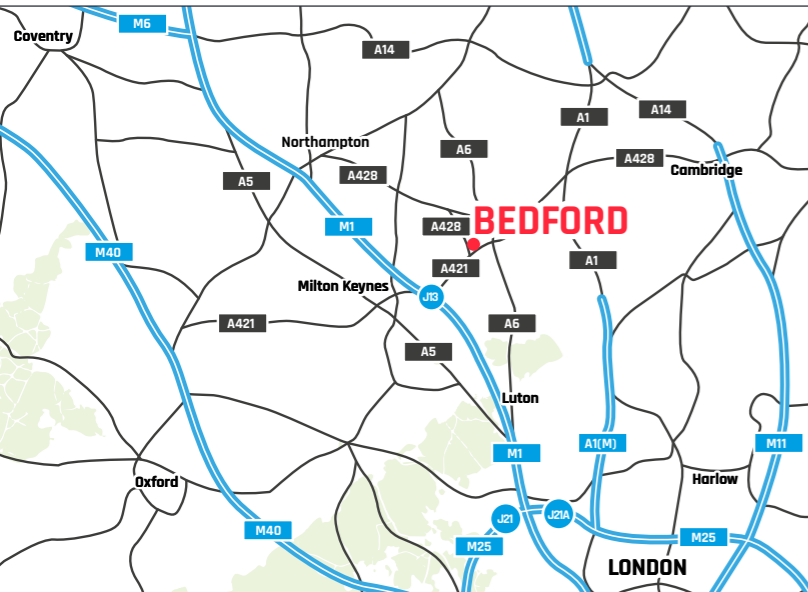 M6
Coventry
A14
A1
A14
Northampton
A6
A428
Cambridge
A428
A5
BEDFORD
A428
M1
M40
A1
A421
Milton Keynes
J13
A421
A6
A5
Luton
A1(M)
M11
M1
Harlow
Oxford
J21
J21A
M40
M25
M25
LONDON